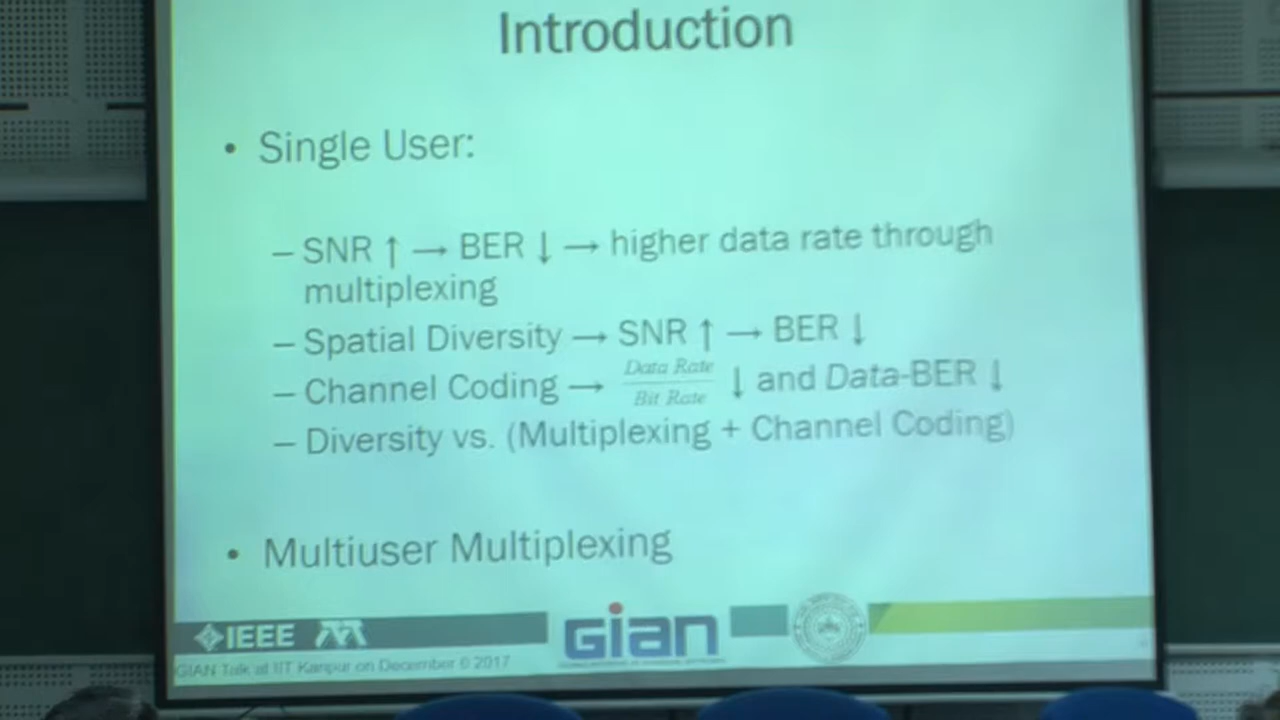 Introduction
• Single User:
– SNR ↑ → BER ↓ → higher data rate through
multiplexing
– Spatial Diversity → SNR ↑ → BER ↓
– Channel Coding → Data Rate / Bit Rate ↓ and Data-BER ↓
– Diversity vs. (Multiplexing + Channel Coding)
• Multiuser Multiplexing
IEEE
Gian
GIAN Talk at IIT Kanpur on December 6 2017